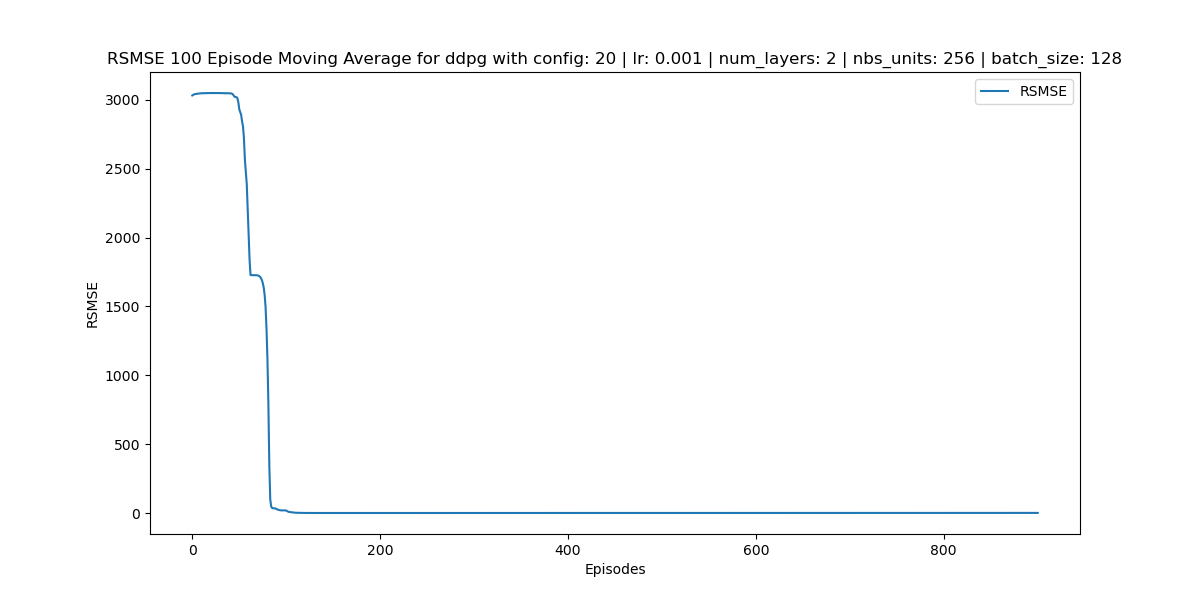 RSMSE 100 Episode Moving Average for ddpg with config: 20 | lr: 0.001 | num_layers: 2 | nbs_units: 256 | batch_size: 128
RSMSE
3000
2500
2000
1500
1000
500
0
RSMSE
0 200 400 600 800
Episodes